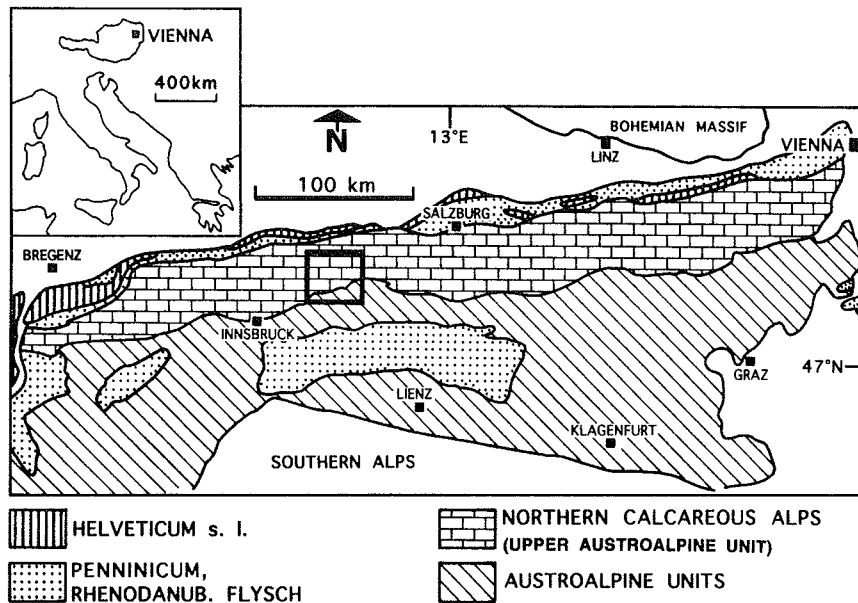 VIENNA
400km
N
13°E
BOHEMIAN MASSIF
LINZ
VIENNA
100 km
SALZBURG
BREGENZ
INNSBRUCK
47°N
GRAZ
LIENZ
KLAGENFURT
SOUTHERN ALPS
HELVETICUM s. l.
PENNINICUM,
RHENODANUB. FLYSCH
NORTHERN CALCAREOUS ALPS
(UPPER AUSTROALPINE UNIT)
AUSTROALPINE UNITS